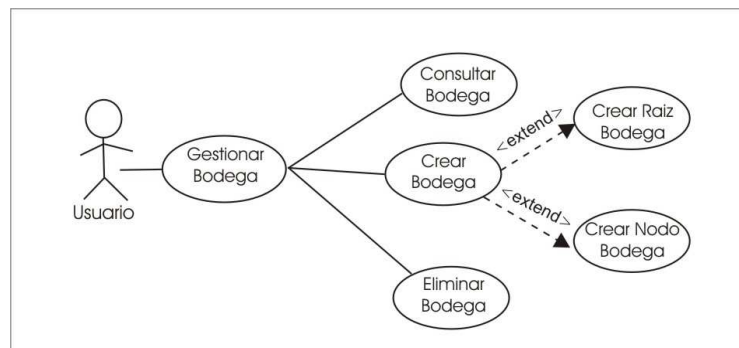 Consultar
Bodega
<extend>
Crear Raiz
Bodega
Gestionar
Bodega
Crear
Bodega
Usuario
<extend>
Crear Nodo
Bodega
Eliminar
Bodega